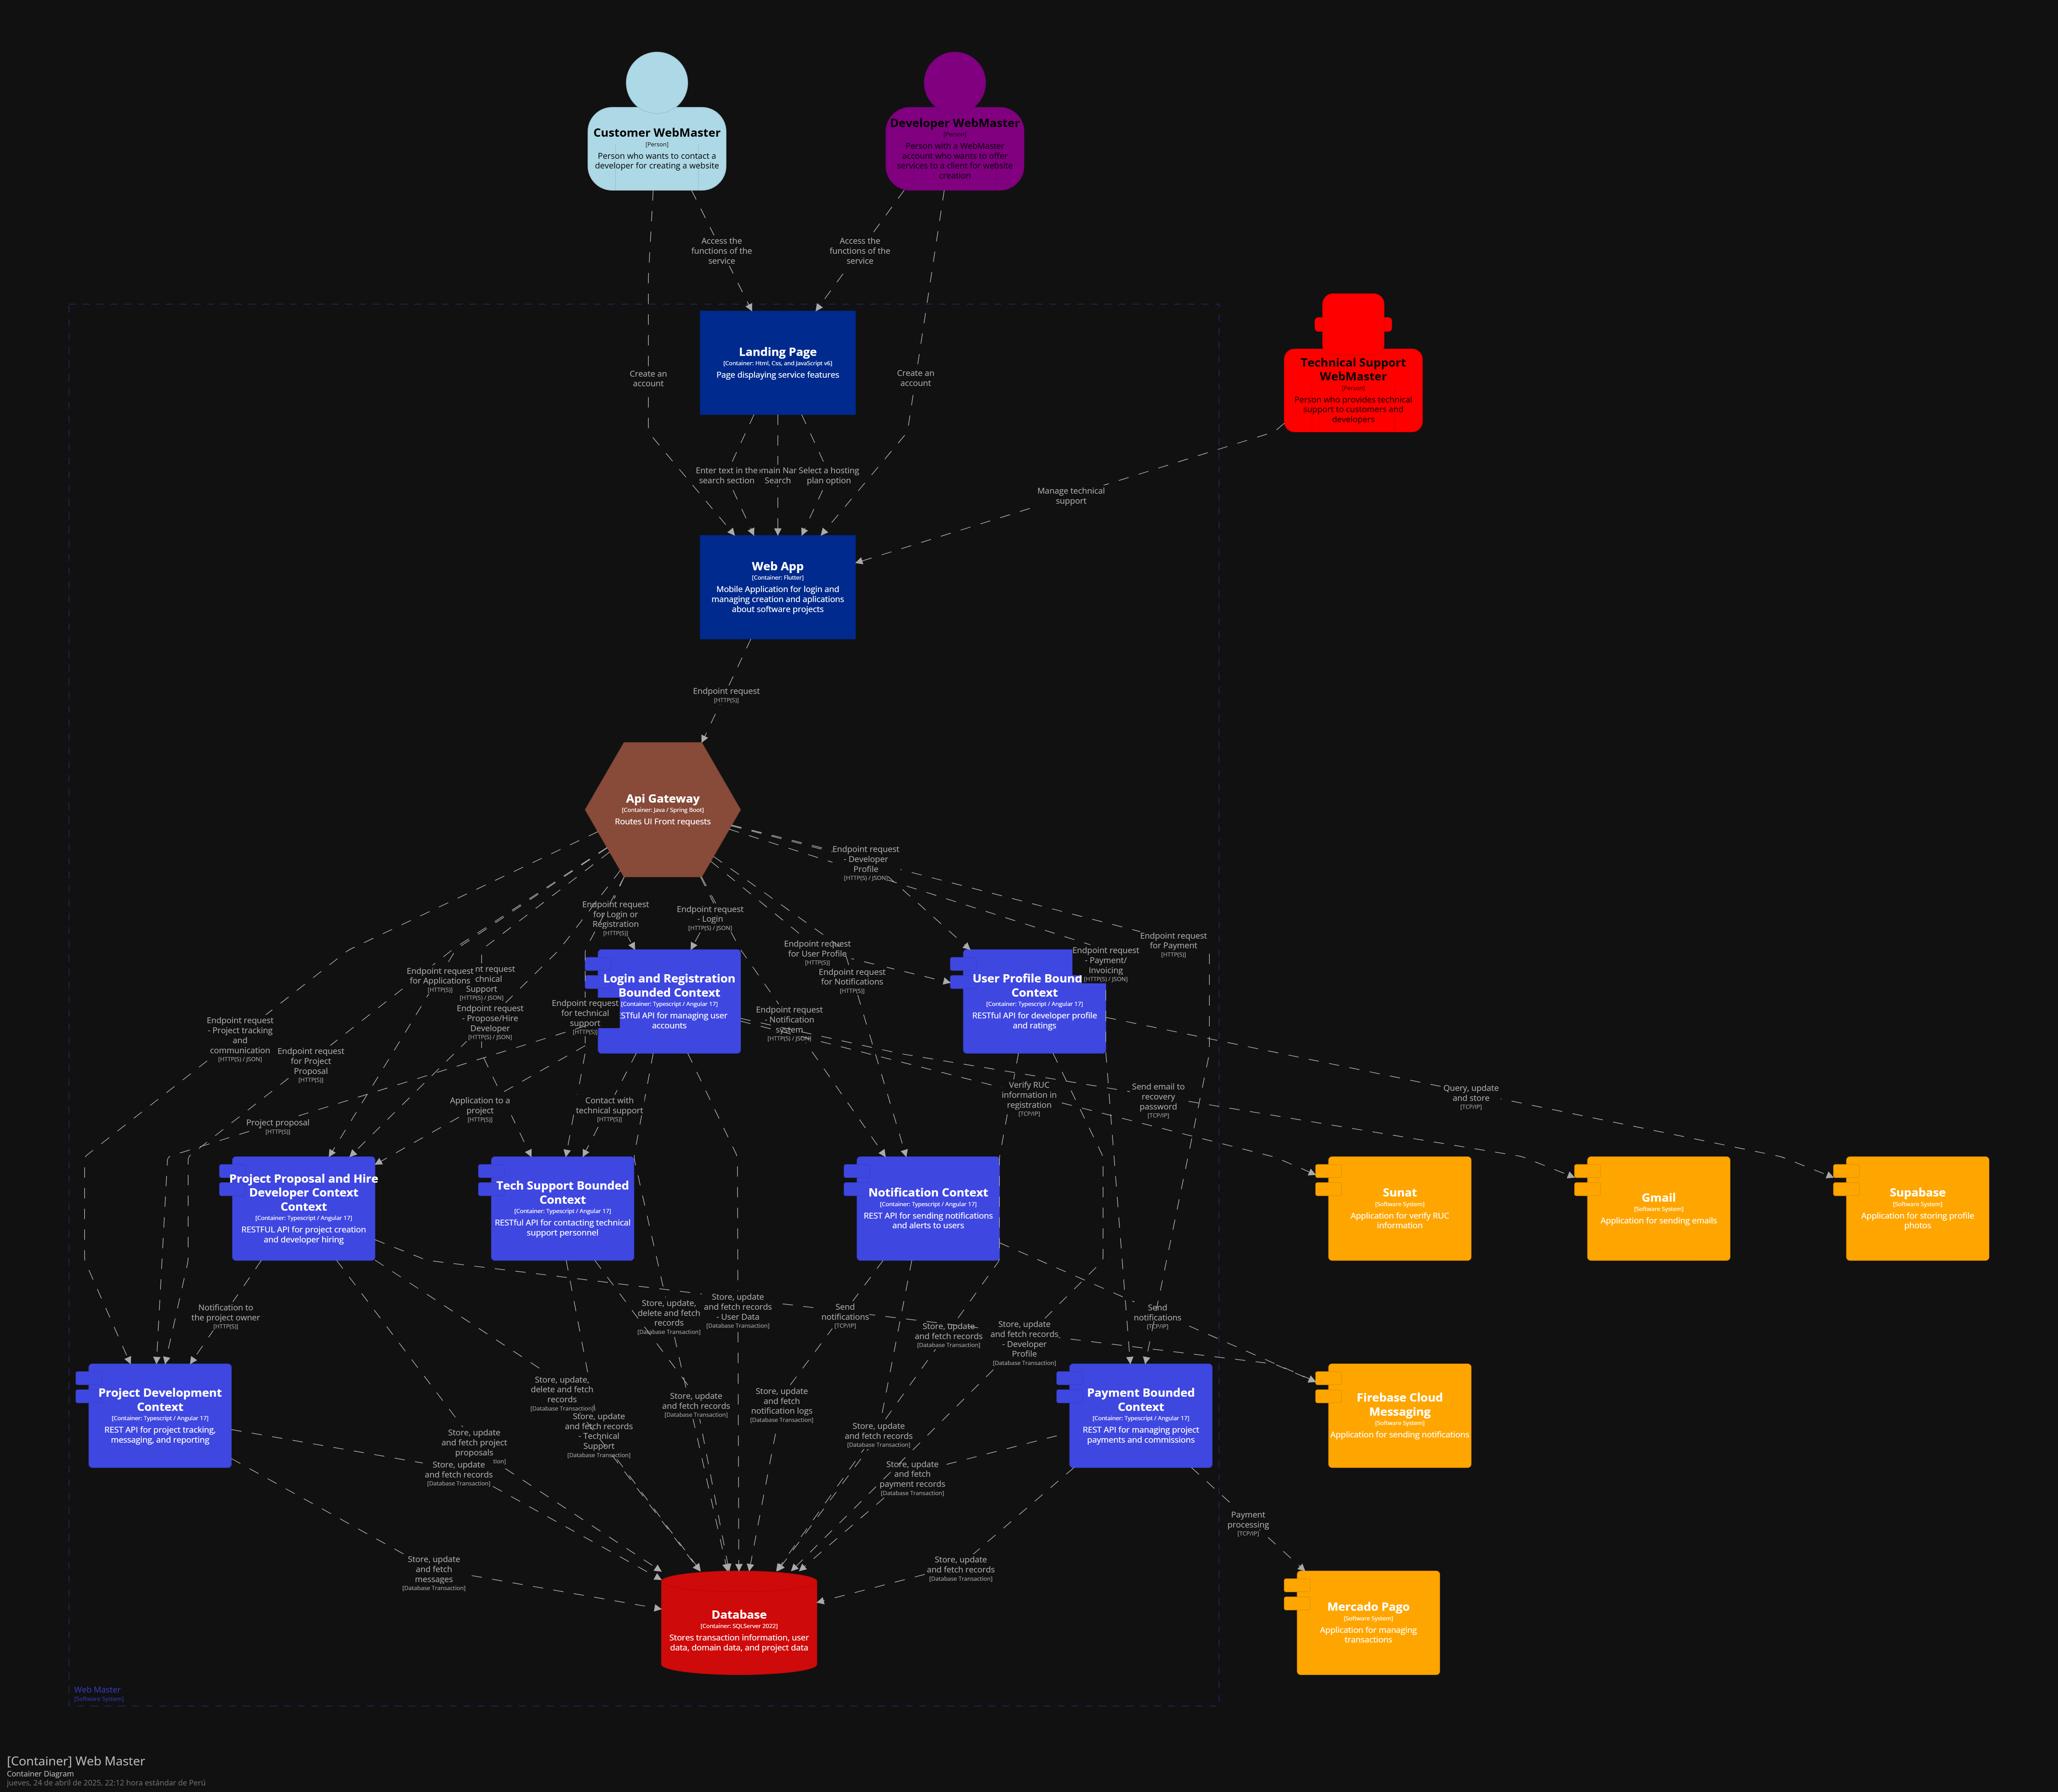 Customer WebMaster
[Person]
Person who wants to contact a
developer for creating a website
Developer WebMaster
[Person]
Person with a WebMaster
account who wants to offer
services to a client for website
creation
Access the
functions of the
service
Access the
functions of the
service
Technical Support
WebMaster
[Person]
Person who provides technical
support to customers and
developers
Landing Page
[Container: Html, Css, and JavaScript v6]
Page displaying service features
Create an
account
Create an
account
Enter text in the
search section
Search
Select a hosting
plan option
Manage technical
support
Web App
[Container: Flutter]
Mobile Application for login and
managing creation and aplications
about software projects
Endpoint request
[HTTP(S)]
Api Gateway
[Container: Java / Spring Boot]
Routes UI Front requests
Endpoint request
- Developer
Profile
[HTTP(S) / JSON]
Endpoint request
for Login or
Registration
[HTTP(S)]
Endpoint request
- Login
[HTTP(S) / JSON]
Endpoint request
for User Profile
[HTTP(S)]
Endpoint request
for Notifications
[HTTP(S)]
Endpoint request
- Payment/
Invoicing
[HTTP(S) / JSON]
Endpoint request
for Payment
[HTTP(S)]
Endpoint request
for Applications
[HTTP(S)]
request
Support
[HTTP(S) / JSON]
Endpoint request
- Propose/Hire
Developer
[HTTP(S) / JSON]
Endpoint request
for technical
support
[HTTP(S)]
Login and Registration
Bounded Context
[Container: Typescript / Angular 17]
API for managing user
accounts
Endpoint request
- Notification
system
[HTTP(S) / JSON]
User Profile Bound
Context
[Container: Typescript / Angular 17]
RESTful API for developer profile
and ratings
Endpoint request
- Project tracking
and
communication
[HTTP(S) / JSON]
Endpoint request
for Project
Proposal
[HTTP(S)]
Project proposal
[HTTP(S)]
Application to a
project
[HTTP(S)]
Contact with
technical support
[HTTP(S)]
Verify RUC
information in
registration
[TCP/IP]
Send email to
recovery
password
[TCP/IP]
Query, update
and store
[TCP/IP]
Project Proposal and Hire
Developer Context
Context
[Container: Typescript / Angular 17]
RESTFUL API for project creation
and developer hiring
Tech Support Bounded
Context
[Container: Typescript / Angular 17]
RESTful API for contacting technical
support personnel
Notification Context
[Container: Typescript / Angular 17]
REST API for sending notifications
and alerts to users
Sunat
[Software System]
Application for verify RUC
information
Gmail
[Software System]
Application for sending emails
Supabase
[Software System]
Application for storing profile
photos
Notification to
the project owner
[HTTP(S)]
Store, update,
delete and fetch
records
[Database Transaction]
Store, update
and fetch records
- User Data
[Database Transaction]
Send
notifications
[TCP/IP]
Store, update
and fetch records
[Database Transaction]
Store, update
and fetch records
- Developer
Profile
[Database Transaction]
Send
notifications
[TCP/IP]
Project Development
Context
[Container: Typescript / Angular 17]
REST API for project tracking,
messaging, and reporting
Store, update,
delete and fetch
records
[Database Transaction]
Store, update
and fetch records
- Technical
Support
[Database Transaction]
Store, update
and fetch records
[Database Transaction]
Store, update
and fetch
notification logs
[Database Transaction]
Store, update
and fetch records
[Database Transaction]
Payment Bounded
Context
[Container: Typescript / Angular 17]
REST API for managing project
payments and commissions
Firebase Cloud
Messaging
[Software System]
Application for sending notifications
Store, update
and fetch project
proposals
Store, update
and fetch records
[Database Transaction]
Store, update
and fetch
payment records
[Database Transaction]
Payment
processing
[TCP/IP]
Store, update
and fetch
messages
[Database Transaction]
Store, update
and fetch records
[Database Transaction]
Database
[Container: SQLServer 2022]
Stores transaction information, user
data, domain data, and project data
Mercado Pago
[Software System]
Application for managing
transactions
Web Master
[Software System]
[Container] Web Master
Container Diagram
jueves, 24 de abril de 2025, 22:12 hora estándar de Perú